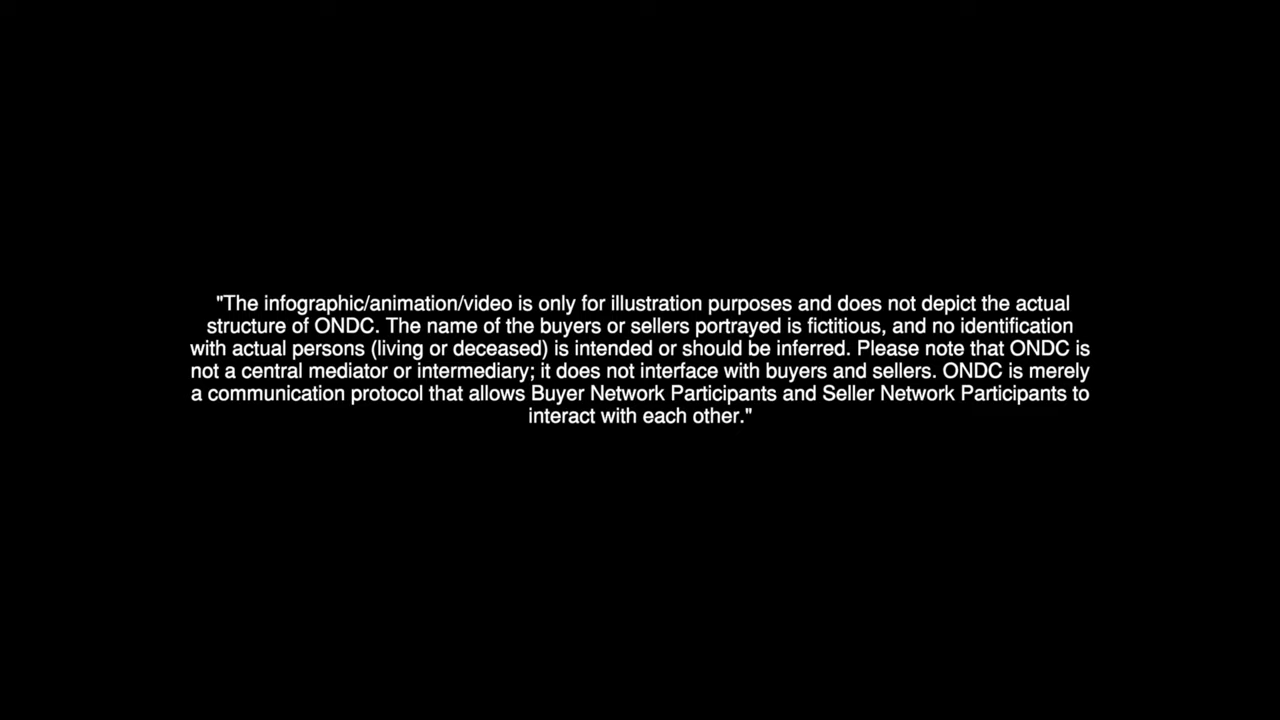 "The infographic/animation/video is only for illustration purposes and does not depict the actual
structure of ONDC. The name of the buyers or sellers portrayed is fictitious, and no identification
with actual persons (living or deceased) is intended or should be inferred. Please note that ONDC is
not a central mediator or intermediary; it does not interface with buyers and sellers. ONDC is merely
a communication protocol that allows Buyer Network Participants and Seller Network Participants to
interact with each other."